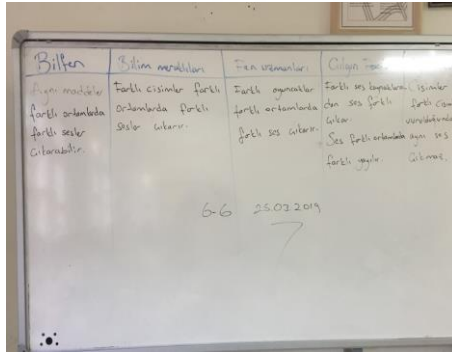 Bilfen
Aynı maddeler
farklı ortamlarda
farklı sesler
çıkarabilir.
Bilim meraklıları
Farklı cisimler farklı
ortamlarda farklı
sesler çıkarır.
Fen uzmanları
Farklı oyuncaklar
farklı ortamlarda
farklı ses çıkarır.
Çılgın
Farklı ses kaynakların
dan ses farklı
çıkar.
Ses farklı ortamlarda
farklı yayılır.
cisimler
farklı
aynı ses
Çıkmaz.
6-6 25.03.2019